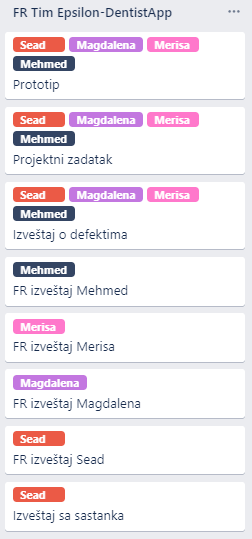 FR Tim Epsilon-DentistApp
Sead Magdalena Merisa
Mehmed
Prototip
Sead Magdalena Merisa
Mehmed
Projektni zadatak
Sead Magdalena Merisa
Mehmed
Izveštaj o defektima
Mehmed
FR izveštaj Mehmed
Merisa
FR izveštaj Merisa
Magdalena
FR izveštaj Magdalena
Sead
FR izveštaj Sead
Sead
Izveštaj sa sastanka